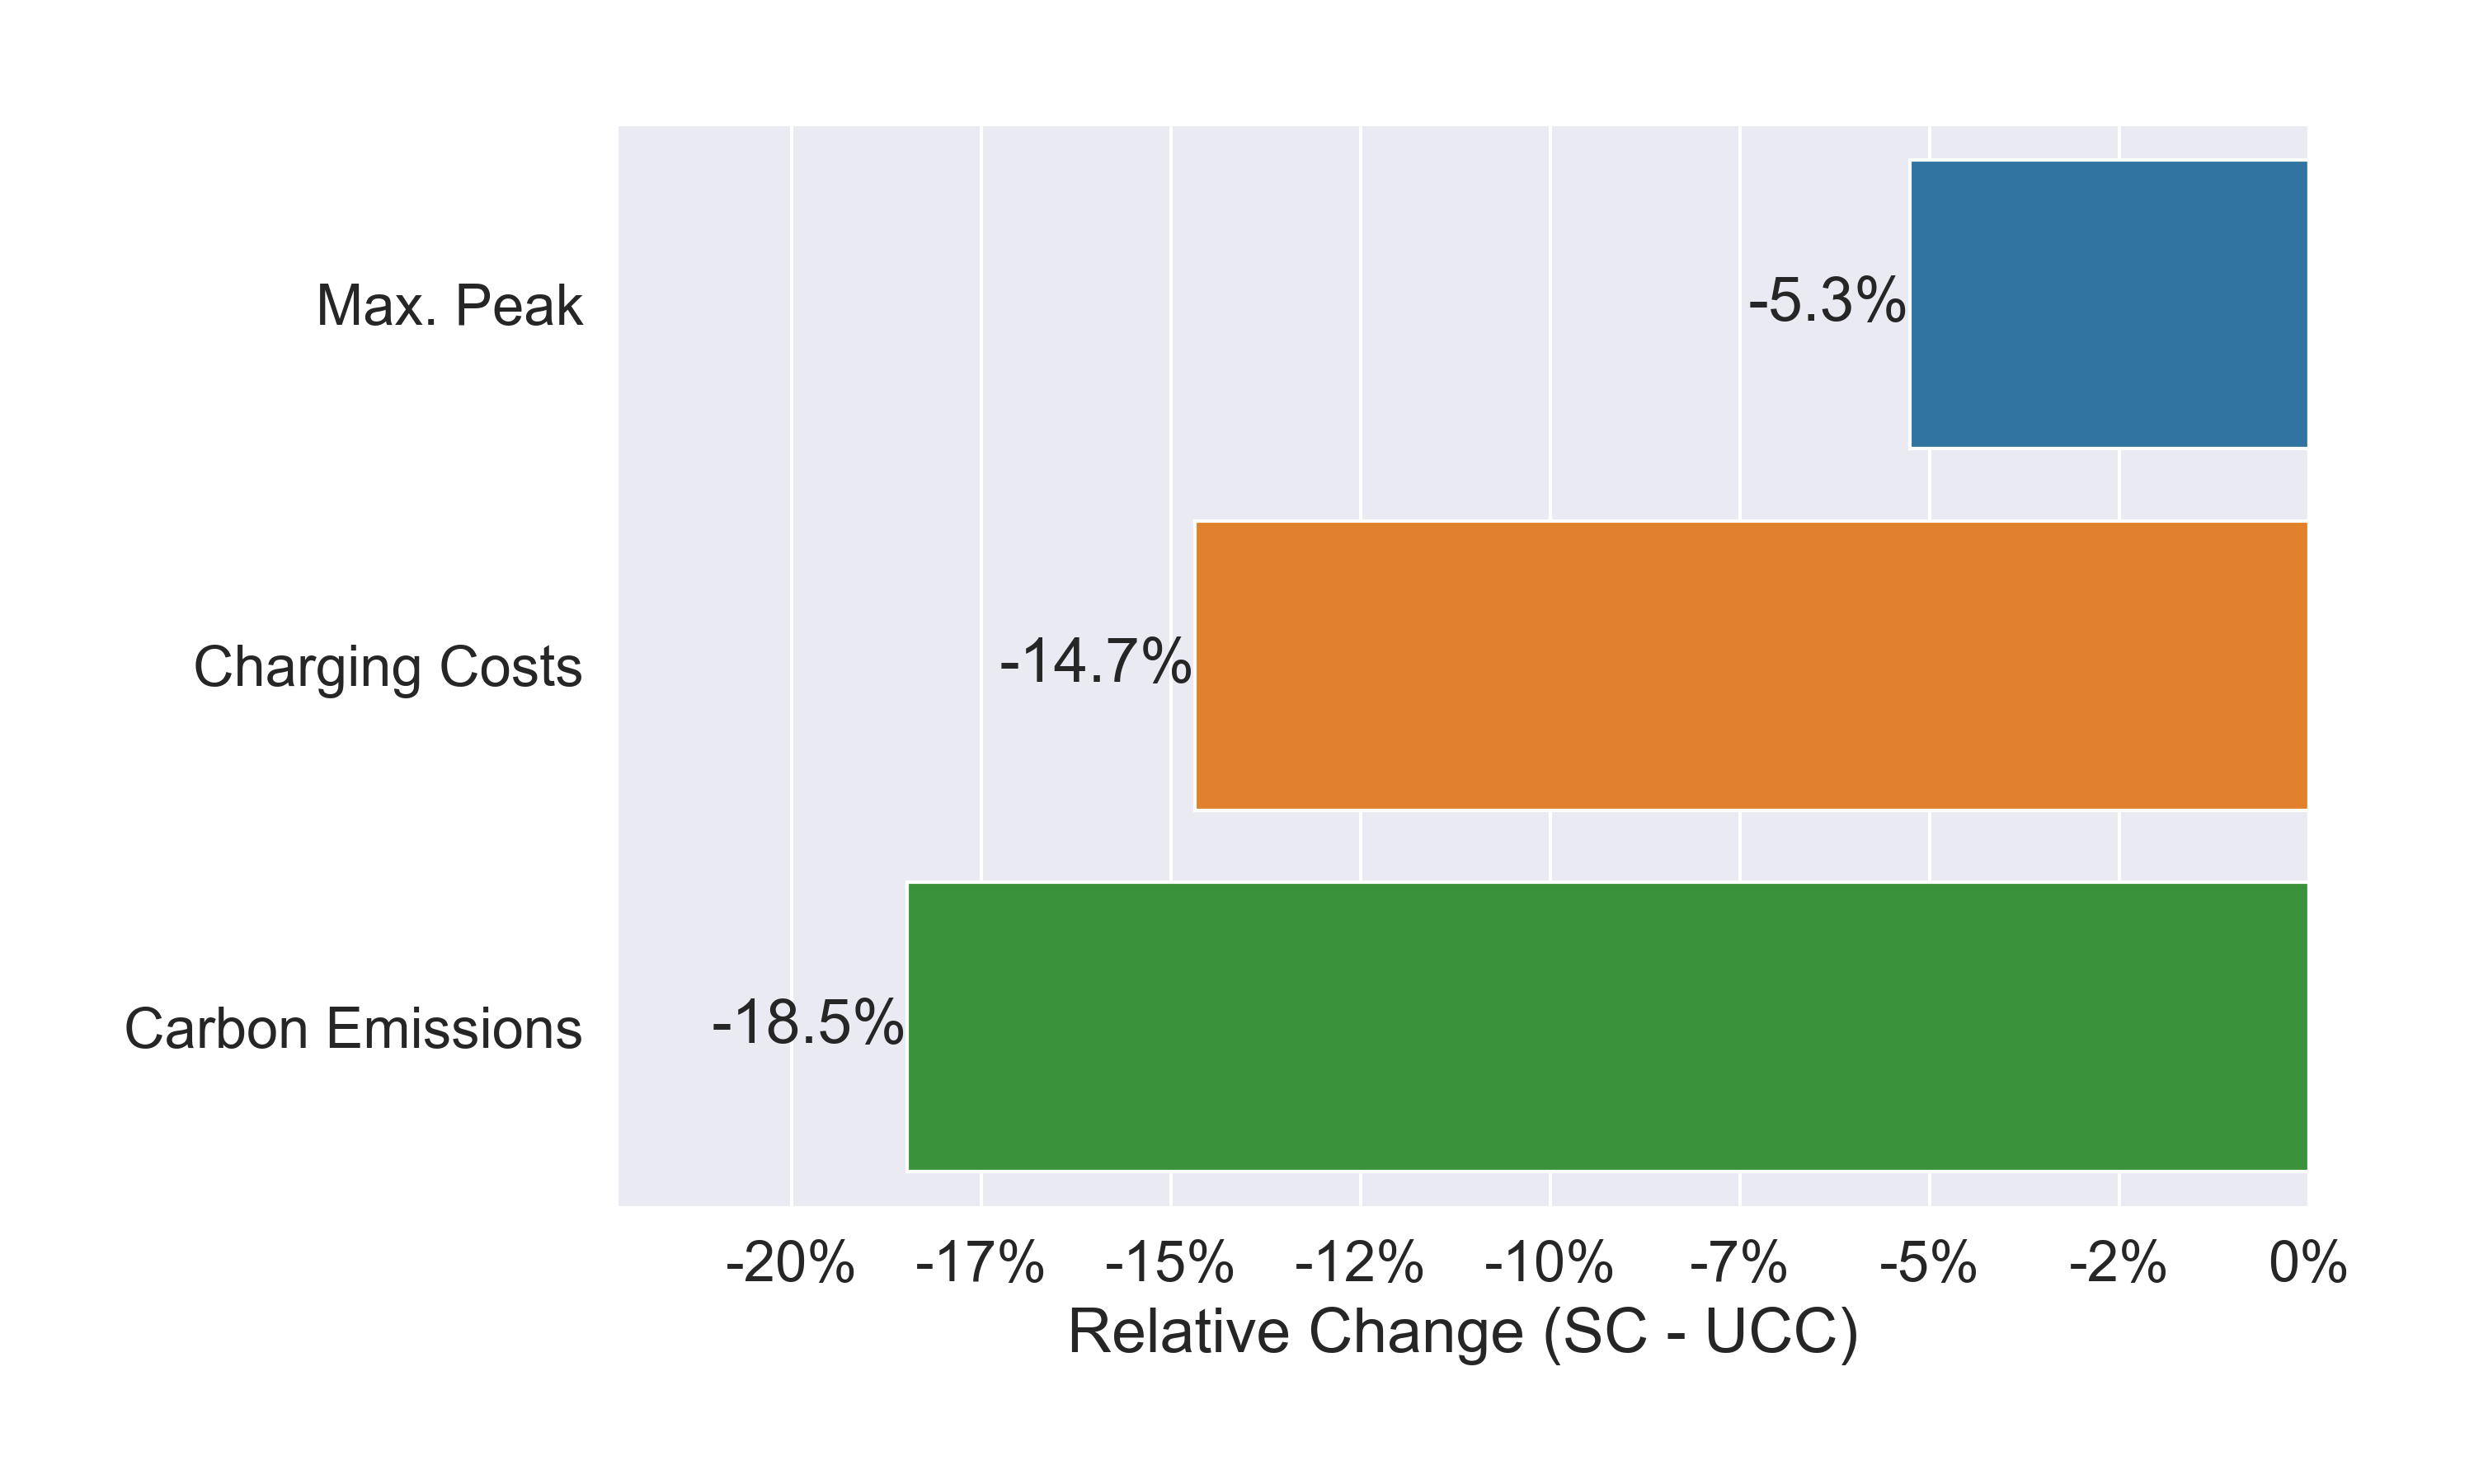 Max. Peak
-5.3%
Charging Costs
-14.7%
Carbon Emissions
-18.5%
-20% -17% -15% -12% -10% -7% -5% -2% 0%
Relative Change (SC - UCC)